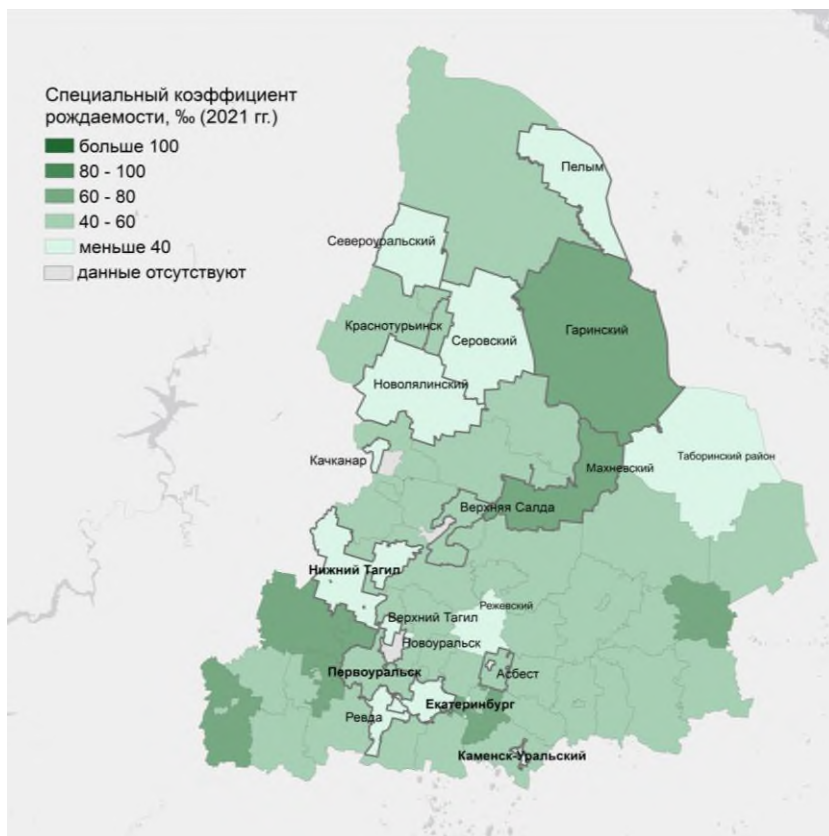 Специальный коэффициент
рождаемости, ‰ (2021 гг.)
больше 100
80 - 100
60 - 80
40 - 60
меньше 40
данные отсутствуют
Пелым
Североуральский
Краснотурьинск
Гаринский
Серовский
Новолялинский
Качканар
Махневский
Таборинский район
Верхняя Салда
Нижний Тагил
Режевский
Верхний Тагил
Новоуральск
Первоуральск
Асбест
Екатеринбург
Ревда
Каменск-Уральский